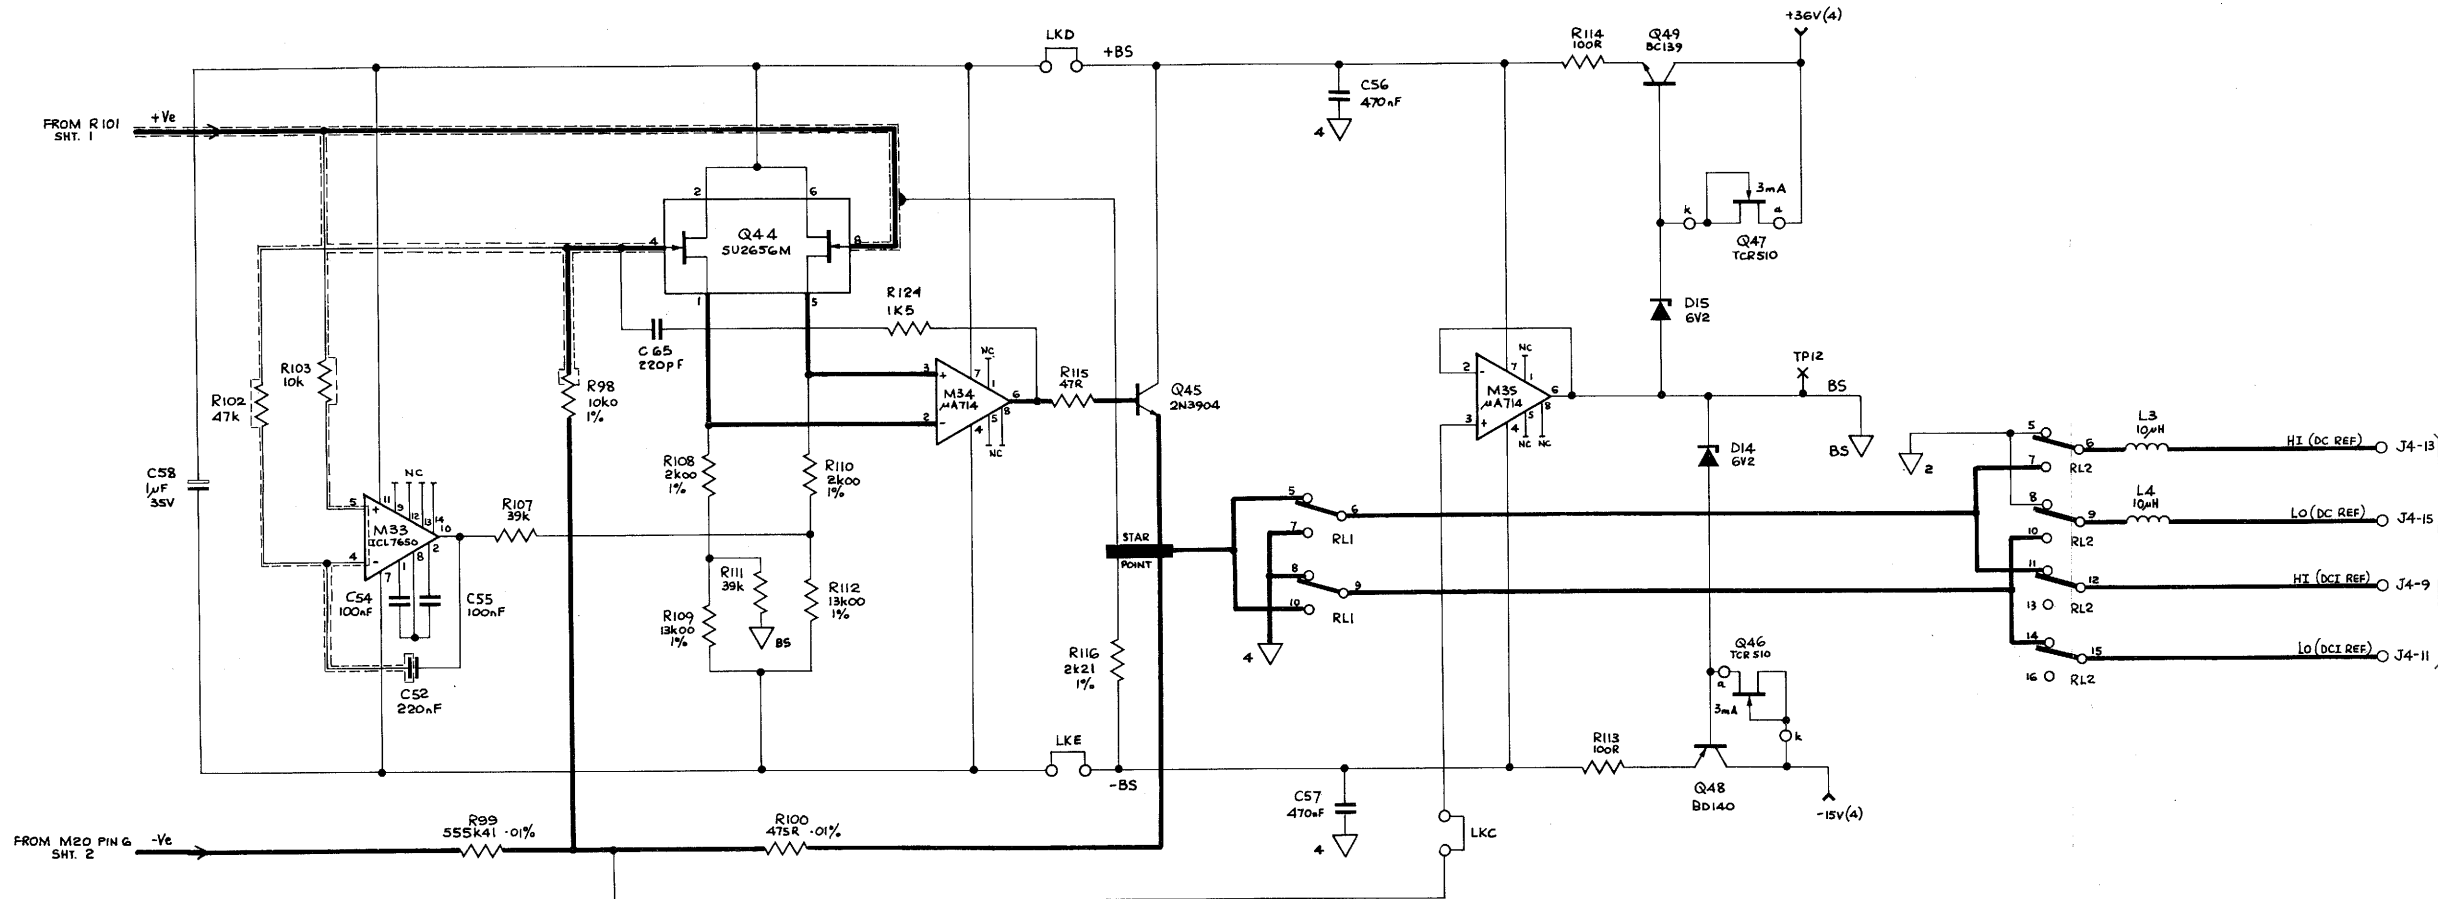 +36V(4)
LKD
+BS
R114
100R
Q49
BC139
C56
470nF
4
FROM R101
SHT. 1
+Ve
2
6
Q44
SU2656M
4
8
1
5
3mA
k
a
Q47
TCR510
R124
1K5
C65
220pF
D15
6V2
R103
10k
R102
47k
R98
10k0
1%
NC
3
+
7
1
M34
µA714
6
2
-
4
5
8
NC
R115
47R
Q45
2N3904
NC
2
-
7
1
M35
µA714
6
3
+
4
5
8
NC
NC
TP12
BS
BS
D14
6V2
C58
1µF
35V
NC
5
+
11
9
12
13
14
10
M33
ICL7650
4
-
7
1
8
2
R107
39k
C54
100nF
C55
100nF
C52
220nF
R108
2k00
1%
R110
2k00
1%
R111
39k
BS
R109
13k00
1%
R112
13k00
1%
STAR
POINT
R116
2k21
1%
5
6
7
RL1
8
9
10
RL1
4
2
5
6
7
RL2
L3
10µH
HI (DC REF)
J4-13
8
9
10
RL2
L4
10µH
LO (DC REF)
J4-15
11
12
13
RL2
HI (DCI REF)
J4-9
14
15
16
RL2
LO (DCI REF)
J4-11
Q46
TCR510
a
3mA
k
LKE
-BS
R113
100R
Q48
BD140
-15V(4)
C57
470nF
4
LKC
FROM M20 PIN 6
SHT. 2
-Ve
R99
555k41 .01%
R100
475R .01%